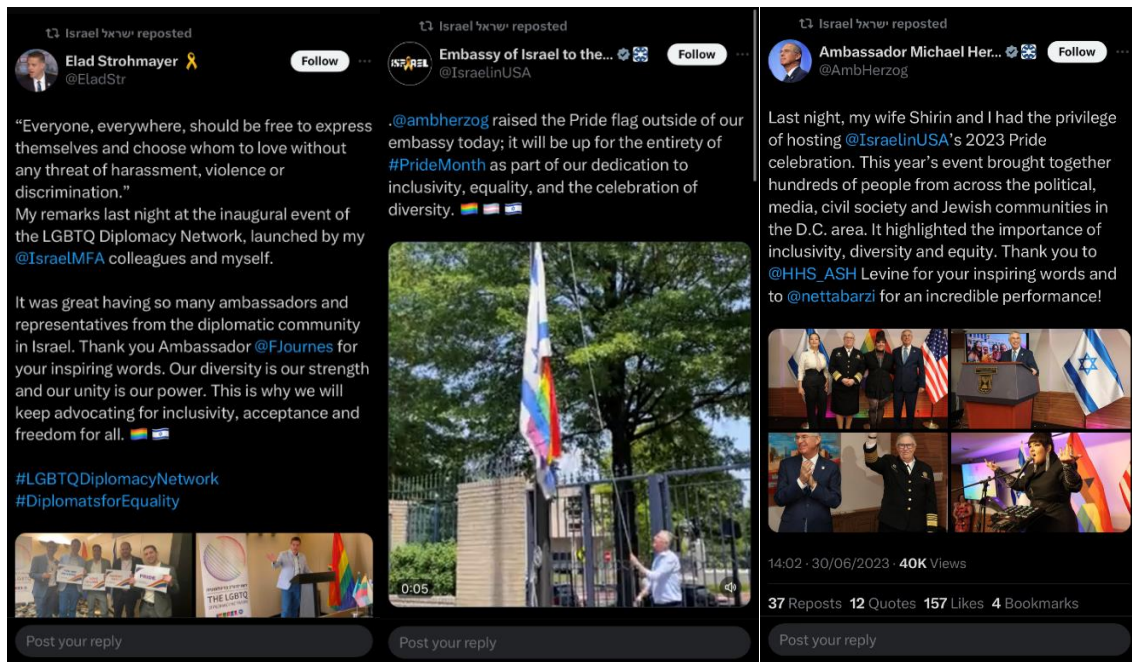 Israel ישראל reposted
Elad Strohmayer 🎗
@EladStr
Follow
“Everyone, everywhere, should be free to express
themselves and choose whom to love without
any threat of harassment, violence or
discrimination.”
My remarks last night at the inaugural event of
the LGBTQ Diplomacy Network, launched by my
@IsraelMFA colleagues and myself.
It was great having so many ambassadors and
representatives from the diplomatic community
in Israel. Thank you Ambassador @FJournes for
your inspiring words. Our diversity is our strength
and our unity is our power. This is why we will
keep advocating for inclusivity, acceptance and
freedom for all. 🏳️‍🌈 🇮🇱
#LGBTQDiplomacyNetwork
#DiplomatsforEquality
PRIDE
THE LGBTQ
Post your reply
Israel ישראל reposted
ISRAEL
Embassy of Israel to the...
@IsraelinUSA
Follow
.@ambherzog raised the Pride flag outside of our
embassy today; it will be up for the entirety of
#PrideMonth as part of our dedication to
inclusivity, equality, and the celebration of
diversity. 🏳️‍🌈 🏳️‍⚧️ 🇮🇱
0:05
Post your reply
Israel ישראל reposted
Ambassador Michael Her...
@AmbHerzog
Follow
Last night, my wife Shirin and I had the privilege
of hosting @IsraelinUSA’s 2023 Pride
celebration. This year’s event brought together
hundreds of people from across the political,
media, civil society and Jewish communities in
the D.C. area. It highlighted the importance of
inclusivity, diversity and equity. Thank you to
@HHS_ASH Levine for your inspiring words and
to @nettabarzi for an incredible performance!
14:02 · 30/06/2023 · 40K Views
37 Reposts 12 Quotes 157 Likes 4 Bookmarks
Post your reply